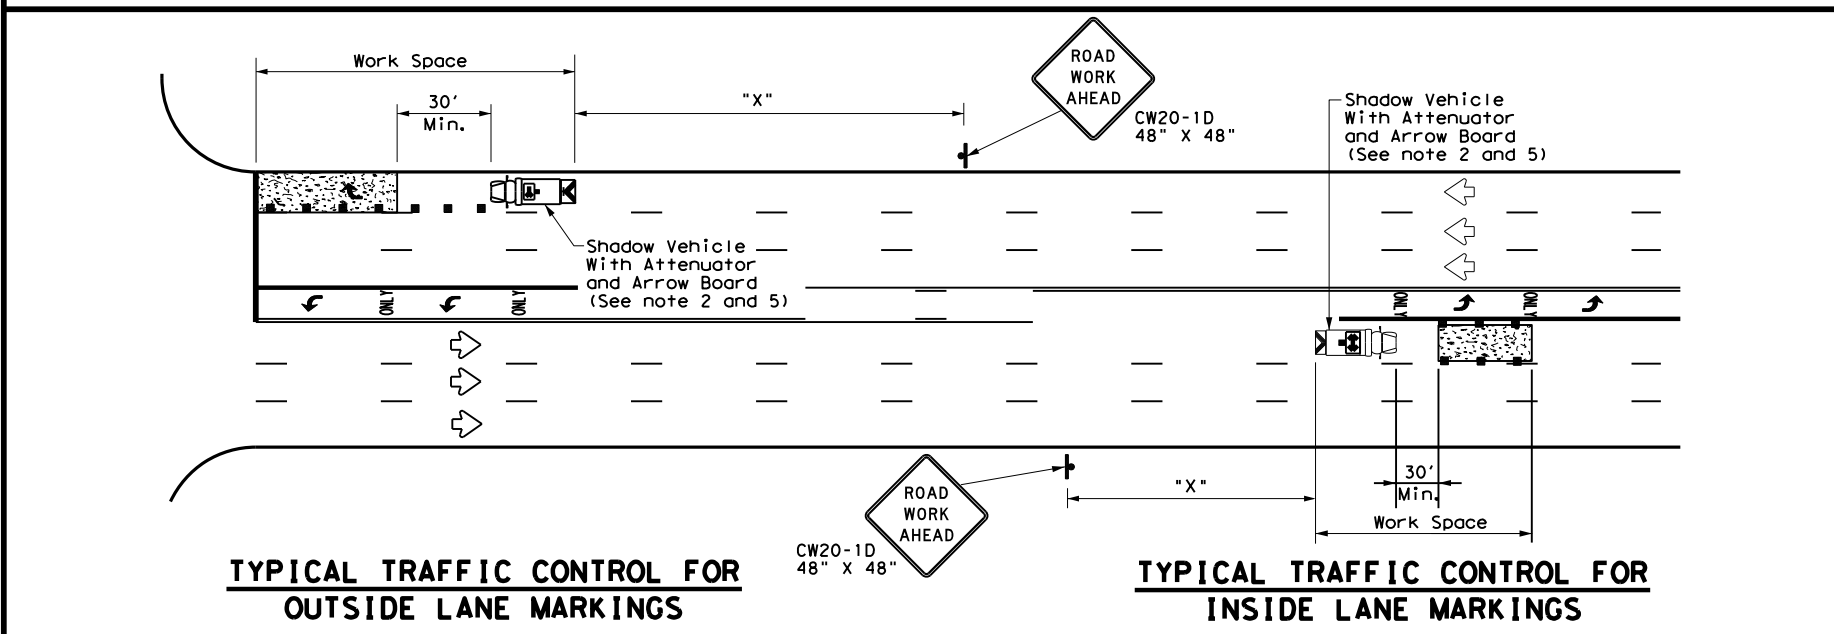 Work Space
30'
Min.
"X"
ROAD
WORK
AHEAD
CW20-1D
48" X 48"
Shadow Vehicle
With Attenuator
and Arrow Board
(See note 2 and 5)
Shadow Vehicle
With Attenuator
and Arrow Board
(See note 2 and 5)
ONLY
ONLY
ONLY
ONLY
ROAD
WORK
AHEAD
CW20-1D
48" X 48"
"X"
30'
Min.
Work Space
TYPICAL TRAFFIC CONTROL FOR
OUTSIDE LANE MARKINGS
TYPICAL TRAFFIC CONTROL FOR
INSIDE LANE MARKINGS